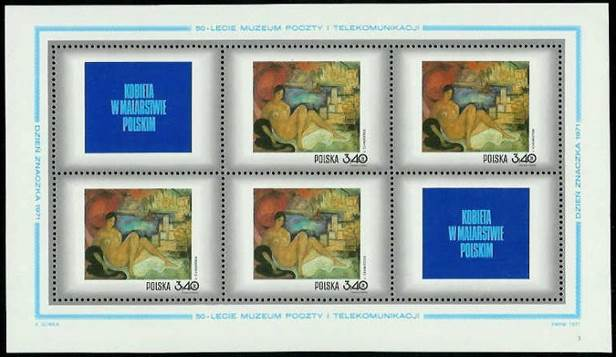 50-LECIE MUZEUM POCZTY I TELEKOMUNIKACJI
DZIEŃ ZNACZKA 1971
KOBIETA
W MALARSTWIE
POLSKIM
POLSKA 3.40
POLSKA 3.40
DZIEŃ ZNACZKA 1971
POLSKA 3.40
POLSKA 3.40
KOBIETA
W MALARSTWIE
POLSKIM
50-LECIE MUZEUM POCZTY I TELEKOMUNIKACJI